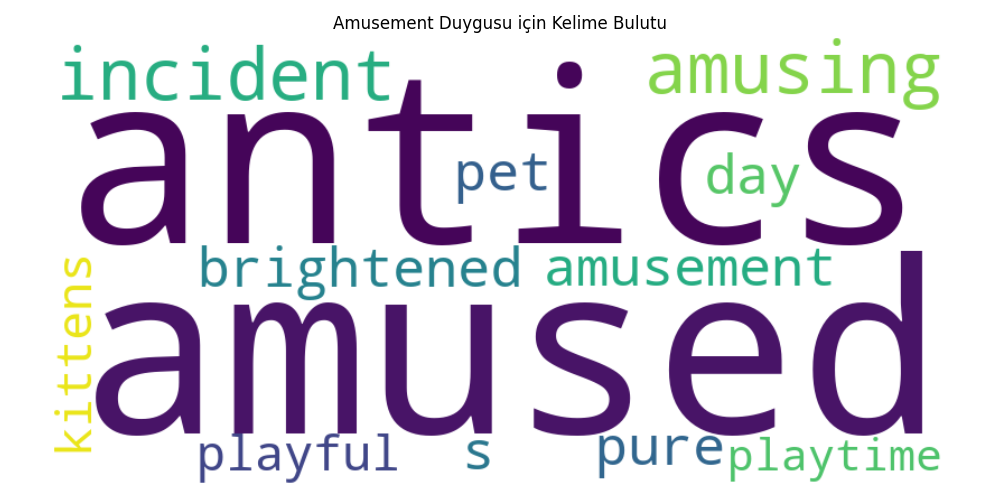 Amusement Duygusu için Kelime Bulutu
incident
amusing
antics
pet
day
brightened
amusement
kittens
amused
playful
s
pure
playtime